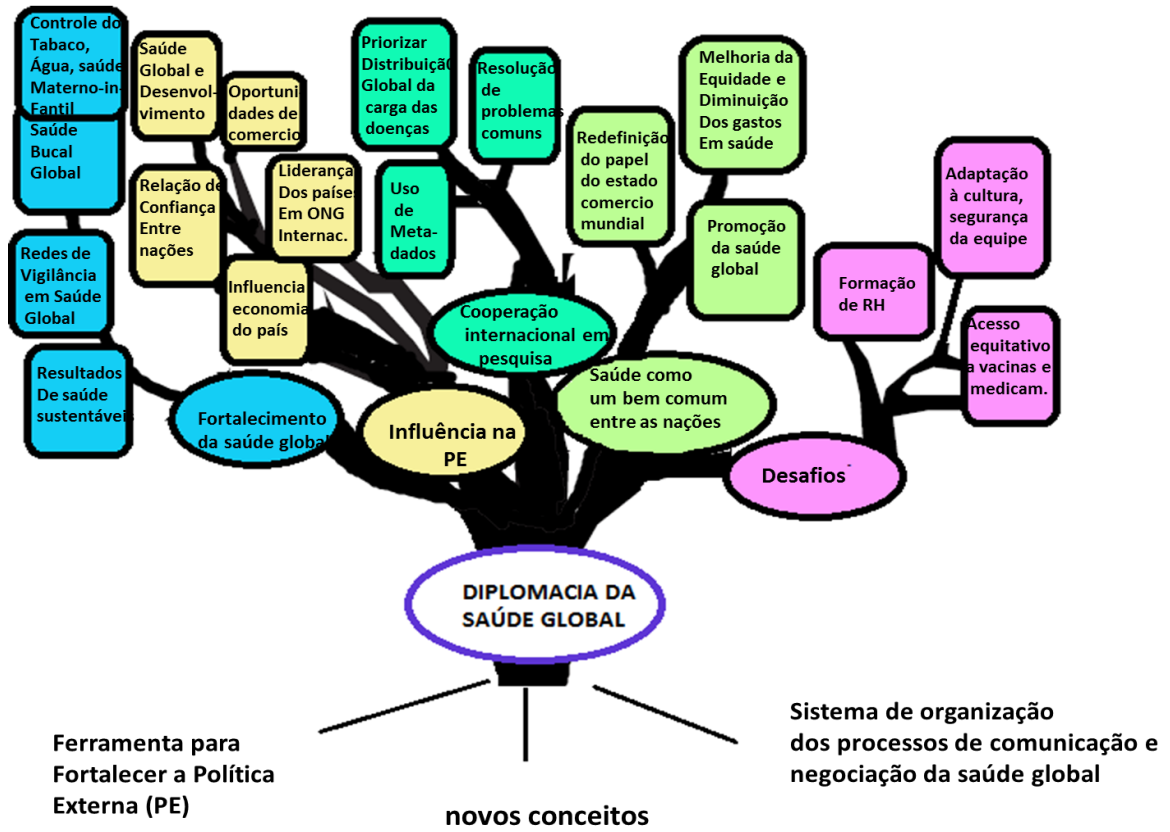 Controle do
Tabaco,
Água, saúde
Materno-in-
Fantil
Saúde
Bucal
Global
Redes de
Vigilância
em Saúde
Global
Resultados
De saúde
sustentáveis
Fortalecimento
da saúde global
Saúde
Global e
Desenvol-
vimento
Oportuni
dades de
comercio
Relação de
Confiança
Entre
nações
Liderança
Dos países
Em ONG
Internac.
Influencia
economia
do país
Influência na
PE
Priorizar
Distribuição
Global da
carga das
doenças
Resolução
de
problemas
comuns
Uso
de
Meta-
dados
Cooperação
internacional em
pesquisa
Redefinição
do papel
do estado
comercio
mundial
Melhoria da
Equidade e
Diminuição
Dos gastos
Em saúde
Promoção
da saúde
global
Saúde como
um bem comum
entre as nações
Adaptação
à cultura,
segurança
da equipe
Formação
de RH
Acesso
equitativo
a vacinas e
medicam.
Desafios
DIPLOMACIA DA
SAÚDE GLOBAL
Ferramenta para
Fortalecer a Política
Externa (PE)
novos conceitos
Sistema de organização
dos processos de comunicação e
negociação da saúde global